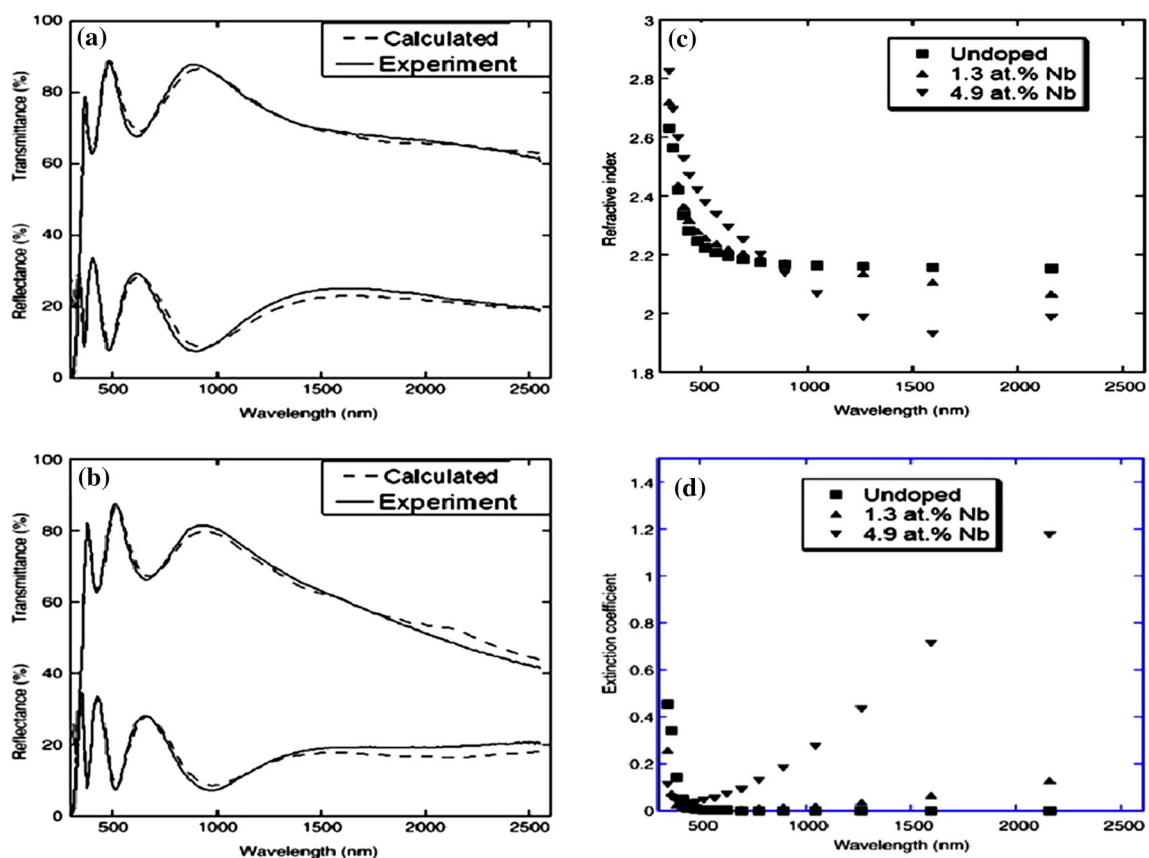 (a)
Calculated
Experiment
100
80
60
40
20
0
Transmittance (%)
Reflectance (%)
500
1000
1500
2000
2500
Wavelength (nm)
(c)
Undoped
1.3 at.% Nb
4.9 at.% Nb
3
2.8
2.6
2.4
2.2
2
1.8
Refractive index
500
1000
1500
2000
2500
Wavelength (nm)
(b)
Calculated
Experiment
100
80
60
40
20
0
Transmittance (%)
Reflectance (%)
500
1000
1500
2000
2500
Wavelength (nm)
(d)
Undoped
1.3 at.% Nb
4.9 at.% Nb
1.4
1.2
1
0.8
0.6
0.4
0.2
0
Extinction coefficient
500
1000
1500
2000
2500
Wavelength (nm)